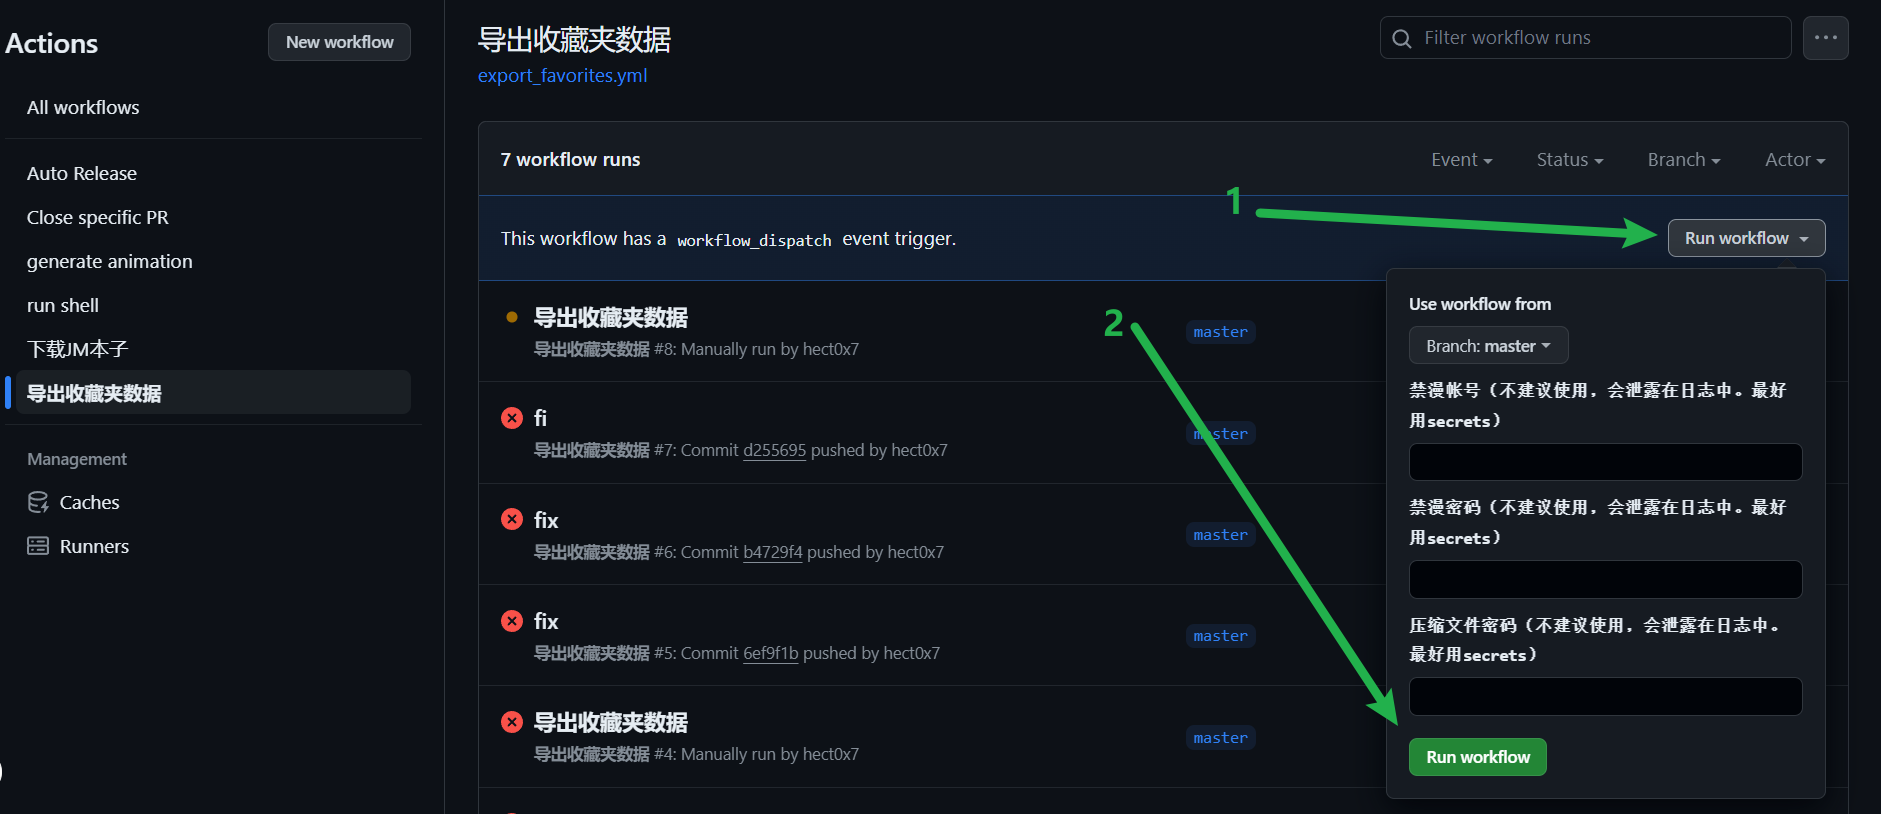 Actions
New workflow
All workflows
Auto Release
Close specific PR
generate animation
run shell
下载JM本子
导出收藏夹数据
Management
Caches
Runners
导出收藏夹数据
export_favorites.yml
Filter workflow runs
7 workflow runs
Event
Status
Branch
Actor
1
This workflow has a workflow_dispatch event trigger.
Run workflow
导出收藏夹数据
导出收藏夹数据 #8: Manually run by hect0x7
master
fi
导出收藏夹数据 #7: Commit d255695 pushed by hect0x7
master
fix
导出收藏夹数据 #6: Commit b4729f4 pushed by hect0x7
master
fix
导出收藏夹数据 #5: Commit 6ef9f1b pushed by hect0x7
master
导出收藏夹数据
导出收藏夹数据 #4: Manually run by hect0x7
master
2
Use workflow from
Branch: master
禁漫帐号（不建议使用，会泄露在日志中。最好
用secrets）
禁漫密码（不建议使用，会泄露在日志中。最好
用secrets）
压缩文件密码（不建议使用，会泄露在日志中。
最好用secrets）
Run workflow